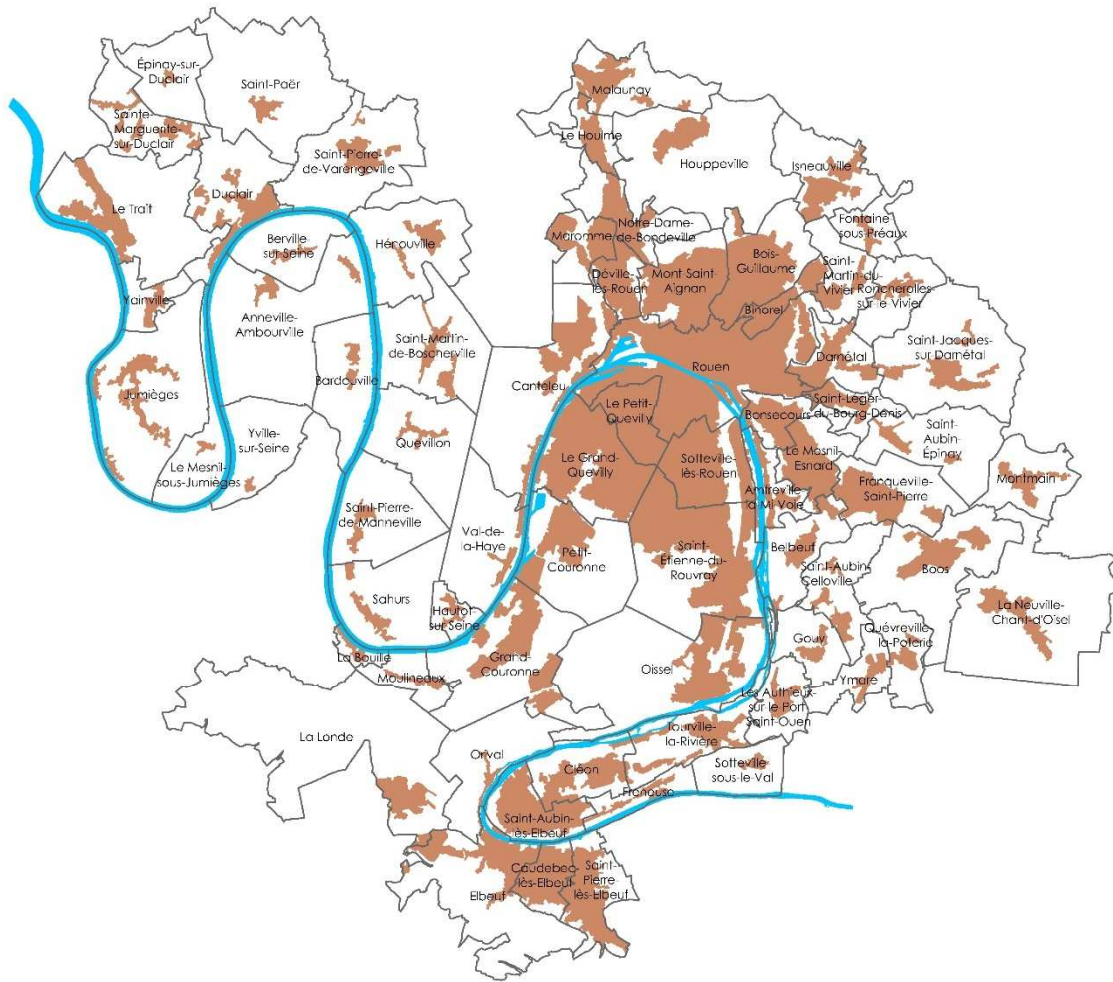 Épinay-sur-
Duclair
Saint-Paër
Sainte-
Marguerite-
sur-Duclair
Saint-Pierre-
de-Varengeville
Duclair
Le Trait
Berville
sur-Seine
Hénouville
Yainville
Anneville-
Ambourville
Saint-Martin-
de-Boscherville
Bardouville
Jumièges
Quevillon
Yville-
sur-Seine
Le Mesnil-
sous-Jumièges
Saint-Pierre-
de-Manneville
Val-de-
la-Haye
Sahurs
Hautot
sur-Seine
La Bouille
Moulineaux
Malaunay
Le Houlme
Houppeville
Isneauville
Fontaine
sous-Préaux
Notre-Dame-
de-Bondeville
Maromme
Bois-
Guillaume
Saint-
Martin-du-
Vivier
Roncherolles
sur-le Vivier
Déville-
lès-Rouen
Mont Saint-
Aignan
Bihorel
Saint-Jacques-
sur-Darnétal
Darnétal
Canteleu
Rouen
Le Petit-
Quevilly
Bonsecours
Saint-Léger-
du-Bourg-Denis
Saint-
Aubin-
Épinay
Le Grand-
Quevilly
Sotteville-
lès-Rouen
Le Mesnil-
Esnard
Franqueville-
Saint-Pierre
Montmain
Amfreville
la-Mi-Voie
Petit-
Couronne
Saint-
Étienne-du-
Rouvray
Belbeuf
Saint-Aubin-
Celloville
Boos
La Neuville-
Chant-d'Oisel
Quévreville
la-Poterie
Gouy
Grand-
Couronne
Oissel
Ymare
Les Authieux-
sur-le Port
Saint-Ouen
Tourville-
la-Rivière
La Londe
Orival
Cléon
Sotteville
sous-le-Val
Freneuse
Saint-Aubin-
lès-Elbeuf
Caudebec
lès-Elbeuf
Saint-
Pierre-
lès-Elbeuf
Elbeuf